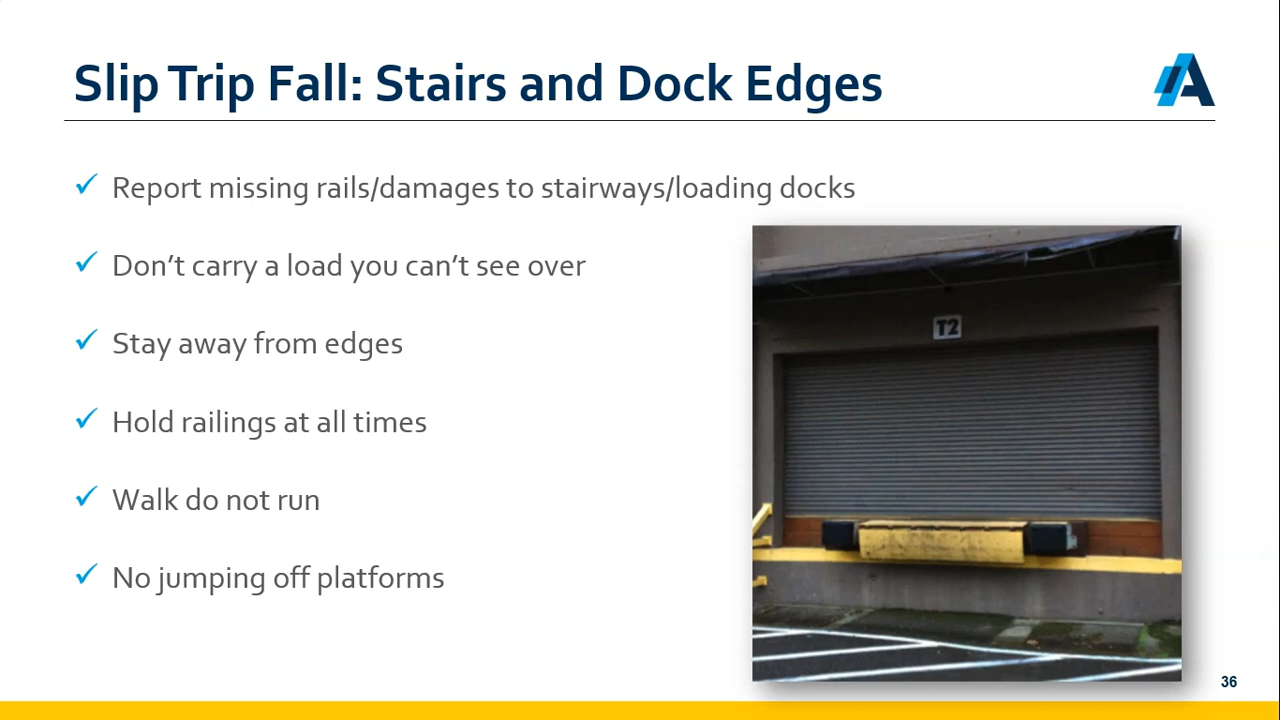 Slip Trip Fall: Stairs and Dock Edges
Report missing rails/damages to stairways/loading docks
Don’t carry a load you can’t see over
Stay away from edges
Hold railings at all times
Walk do not run
No jumping off platforms
T2
36